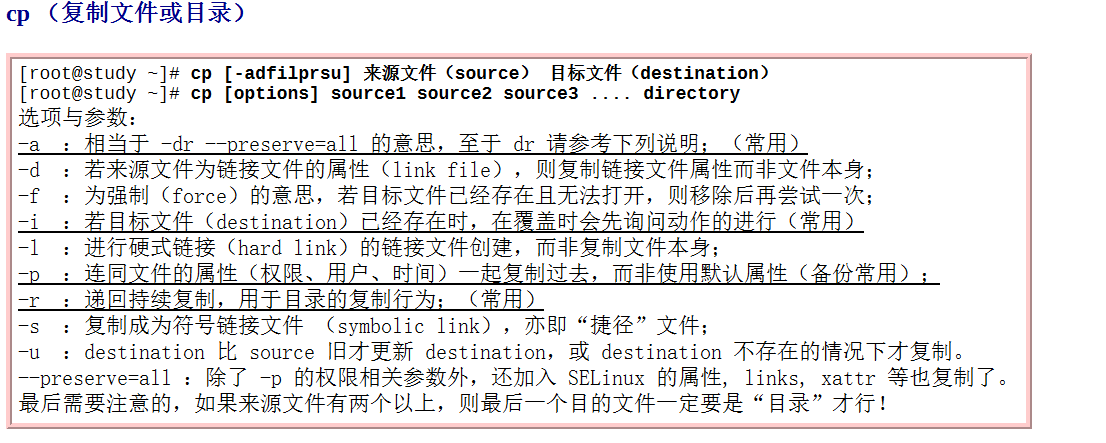 cp （复制文件或目录）
[root@study ~]# cp [-adfilprsu] 来源文件（source） 目标文件（destination）
[root@study ~]# cp [options] source1 source2 source3 .... directory
选项与参数：
-a  ：相当于 -dr --preserve=all 的意思，至于 dr 请参考下列说明；（常用）
-d  ：若来源文件为链接文件的属性（link file），则复制链接文件属性而非文件本身；
-f  ：为强制（force）的意思，若目标文件已经存在且无法打开，则移除后再尝试一次；
-i  ：若目标文件（destination）已经存在时，在覆盖时会先询问动作的进行（常用）
-l  ：进行硬式链接（hard link）的链接文件创建，而非复制文件本身；
-p  ：连同文件的属性（权限、用户、时间）一起复制过去，而非使用默认属性（备份常用）；
-r  ：递回持续复制，用于目录的复制行为；（常用）
-s  ：复制成为符号链接文件 （symbolic link），亦即“捷径”文件；
-u  ：destination 比 source 旧才更新 destination，或 destination 不存在的情况下才复制。
--preserve=all ：除了 -p 的权限相关参数外，还加入 SELinux 的属性, links, xattr 等也复制了。
最后需要注意的，如果来源文件有两个以上，则最后一个目的文件一定要是“目录”才行！